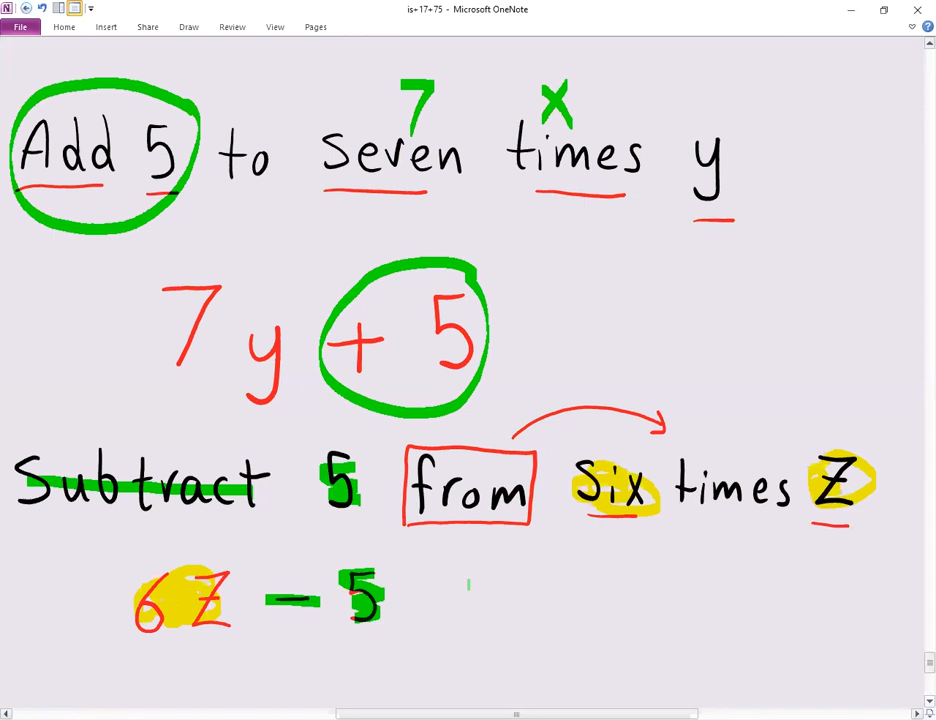 is+17+75 - Microsoft OneNote
File Home Insert Share Draw Review View Pages
7 x
Add 5 to seven times y
7y + 5
Subtract 5 from Six times Z
6Z - 5